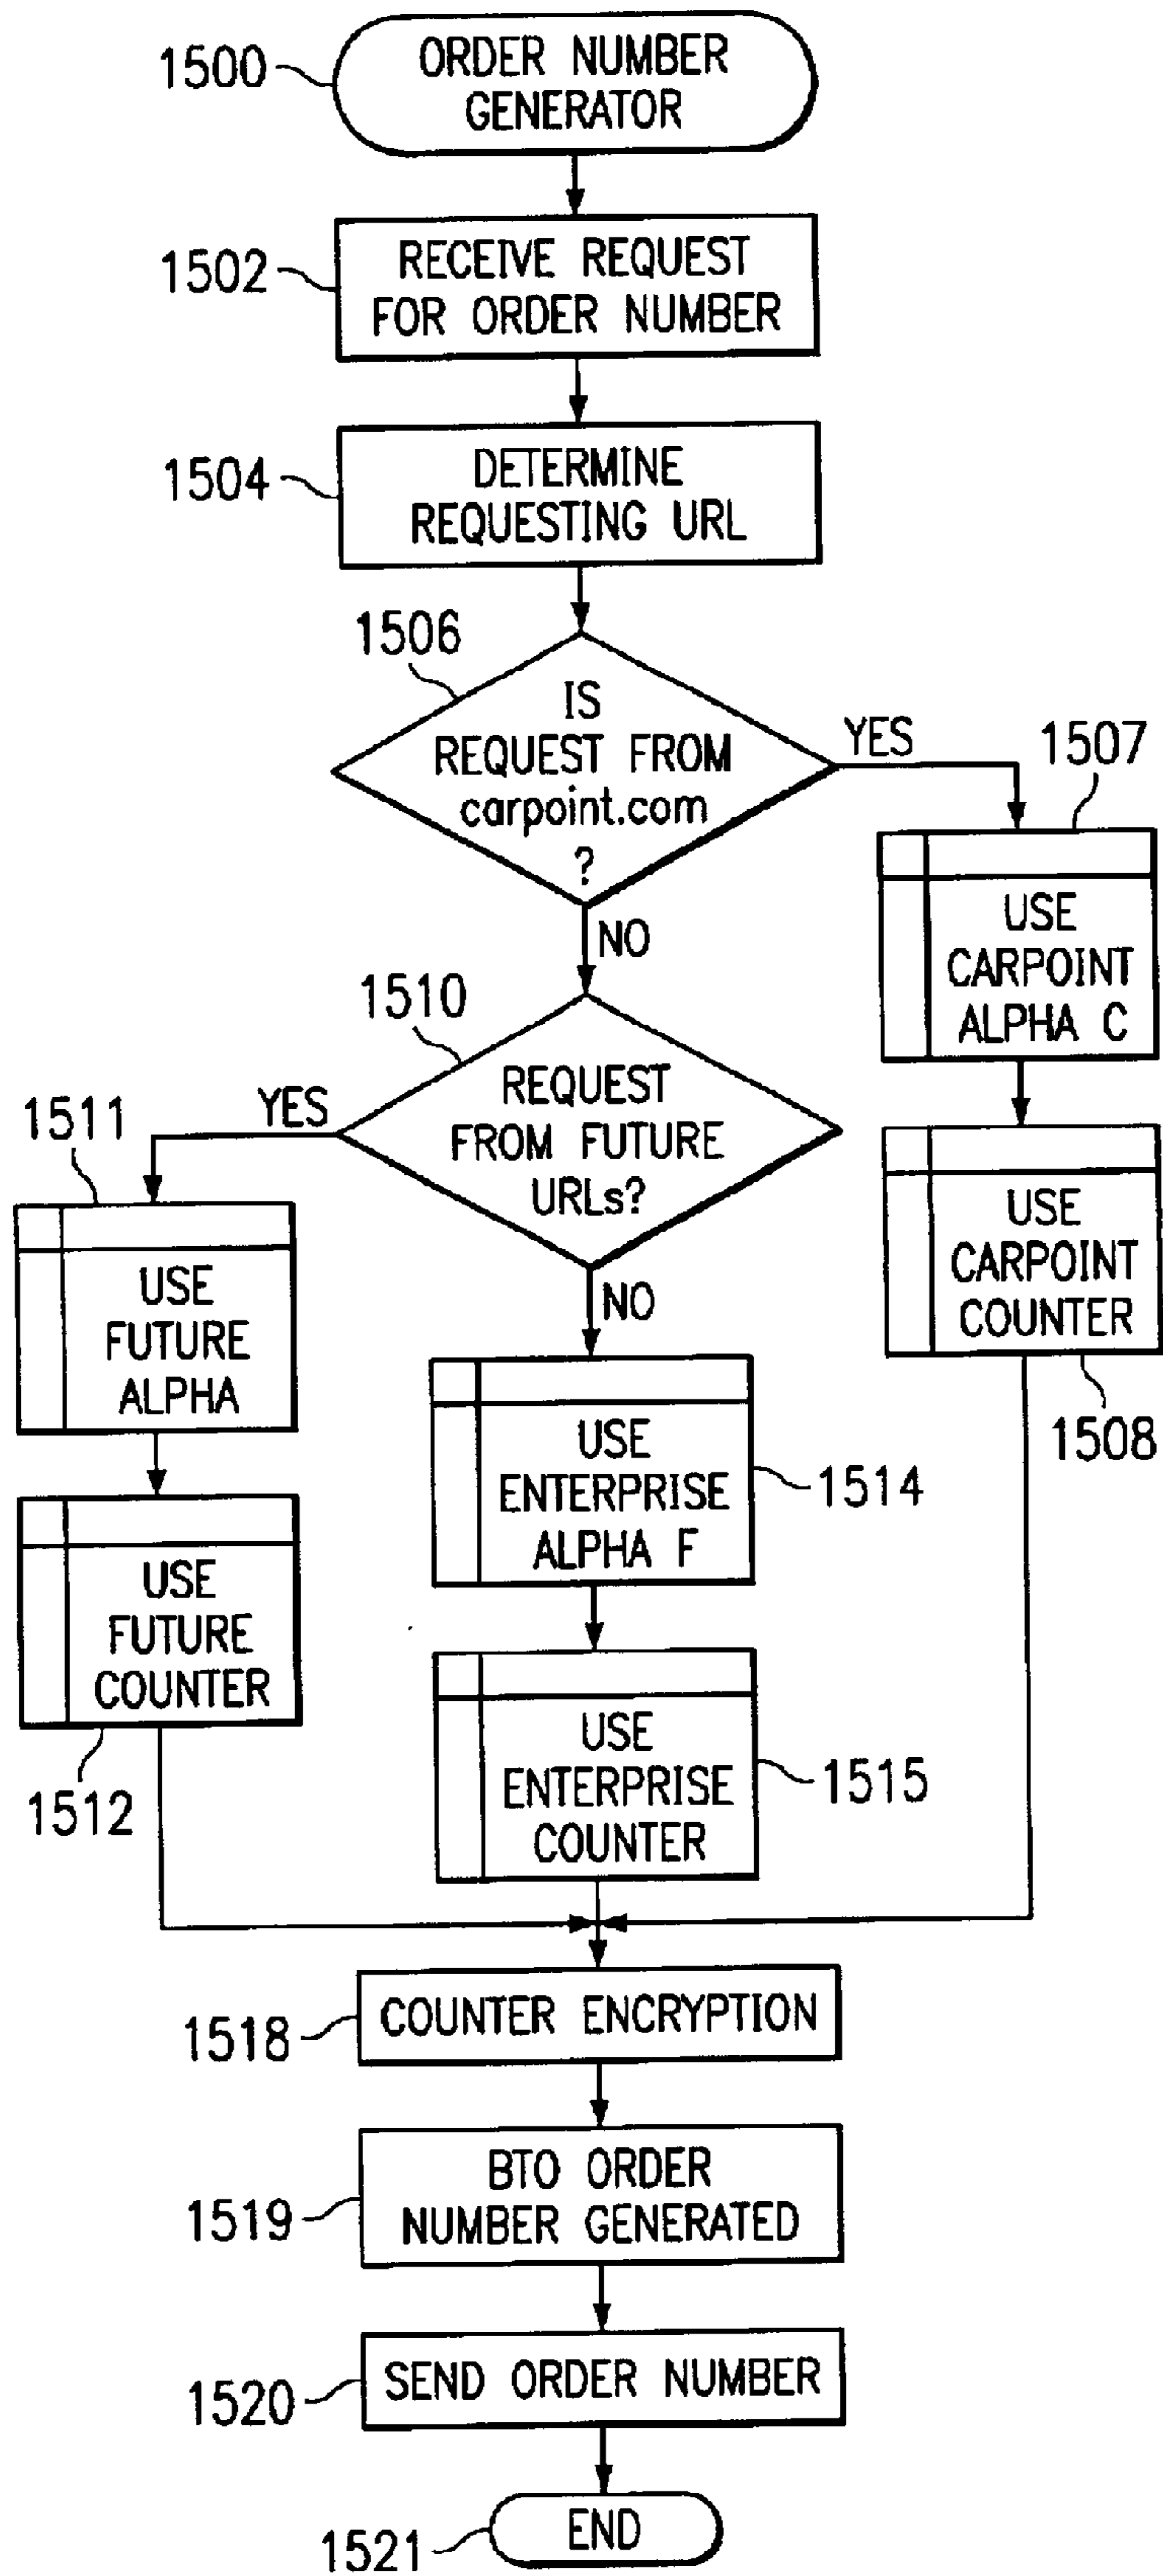 1500
ORDER NUMBER
GENERATOR
1502
RECEIVE REQUEST
FOR ORDER NUMBER
1504
DETERMINE
REQUESTING URL
1506
IS
REQUEST FROM
carpoint.com
?
YES
1507
USE
CARPOINT
ALPHA C
NO
1510
REQUEST
FROM FUTURE
URLs?
YES
1511
USE
FUTURE
ALPHA
USE
CARPOINT
COUNTER
1508
NO
USE
ENTERPRISE
ALPHA F
1514
USE
FUTURE
COUNTER
1512
USE
ENTERPRISE
COUNTER
1515
1518
COUNTER ENCRYPTION
1519
BTO ORDER
NUMBER GENERATED
1520
SEND ORDER NUMBER
1521
END